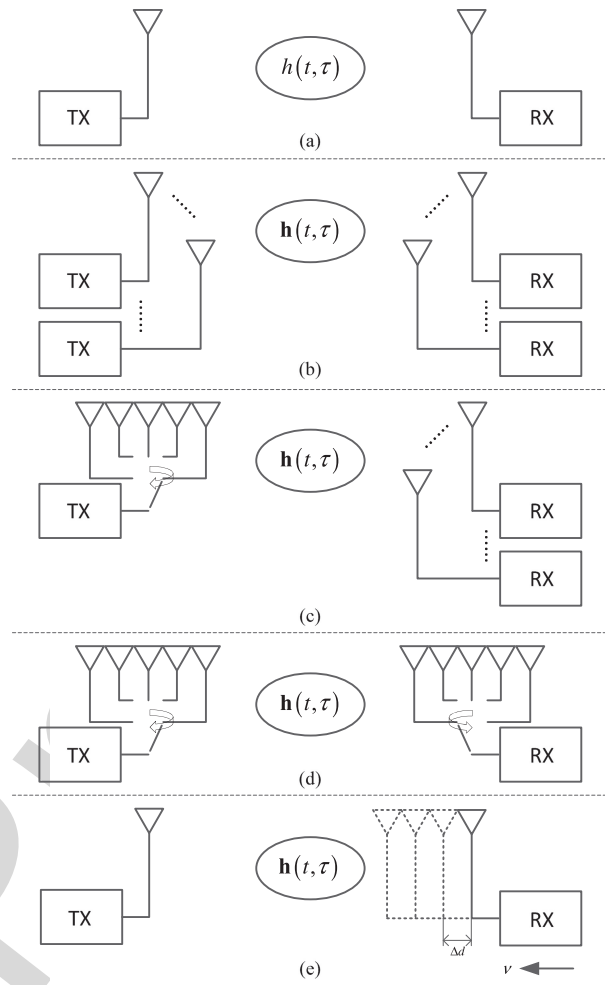 h(t,τ)
TX
RX
(a)
h(t,τ)
TX
RX
TX
RX
(b)
h(t,τ)
TX
RX
RX
(c)
h(t,τ)
TX
RX
(d)
h(t,τ)
TX
RX
Δd
(e)
v